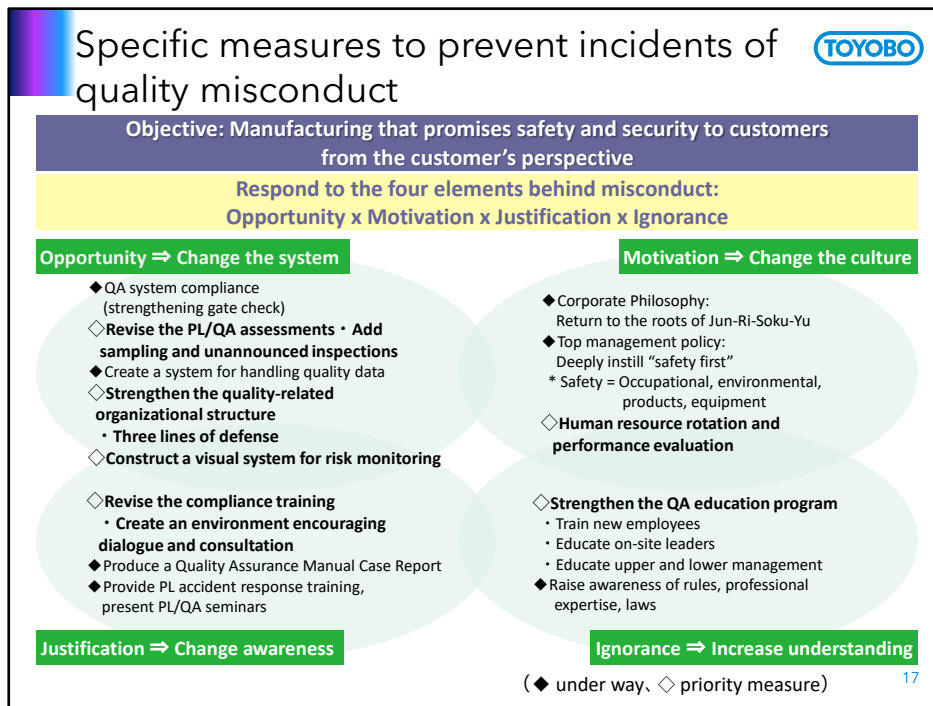 Specific measures to prevent incidents of
quality misconduct
TOYOBO
Objective: Manufacturing that promises safety and security to customers
from the customer's perspective
Respond to the four elements behind misconduct:
Opportunity x Motivation x Justification x Ignorance
Opportunity ⇒ Change the system
◆QA system compliance
(strengthening gate check)
◇Revise the PL/QA assessments・Add
sampling and unannounced inspections
◆Create a system for handling quality data
◇Strengthen the quality-related
organizational structure
・Three lines of defense
◇Construct a visual system for risk monitoring
Motivation ⇒ Change the culture
◆Corporate Philosophy:
Return to the roots of Jun-Ri-Soku-Yu
◆Top management policy:
Deeply instill “safety first”
* Safety = Occupational, environmental,
products, equipment
◇Human resource rotation and
performance evaluation
◇Revise the compliance training
・Create an environment encouraging
dialogue and consultation
◆Produce a Quality Assurance Manual Case Report
◆Provide PL accident response training,
present PL/QA seminars
Justification ⇒ Change awareness
◇Strengthen the QA education program
・Train new employees
・Educate on-site leaders
・Educate upper and lower management
◆Raise awareness of rules, professional
expertise, laws
Ignorance ⇒ Increase understanding
（◆ under way、◇ priority measure）
17